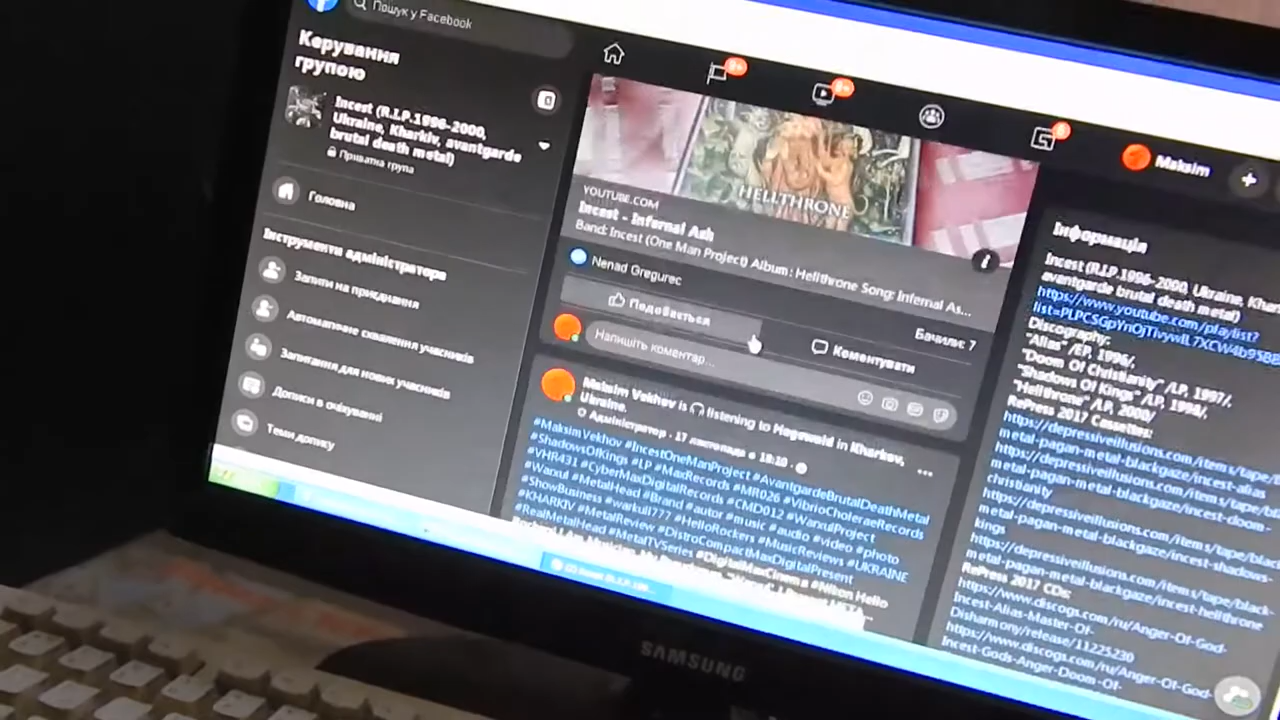 Пошук у Facebook
Керування
групою
Incest (R.I.P.1996-2000,
Ukraine, Kharkiv, avantgarde
brutal death metal)
Приватна група
Головна
Інструменти адміністратора
Запити на приєднання
Автоматичне схвалення учасників
Запитання для нових учасників
Дописи в очікуванні
Теми допису
9+
9+
8
Maksim
HELLTHRONE
YOUTUBE.COM
Incest - Infernal Ash
Band: Incest (One Man Project) Album: Hellthrone Song: Infernal As...
Nenad Gregurec
Бачили: 7
Подобається
Коментувати
Напишіть коментар...
Maksim Vekhov is listening to Hagewald in Kharkov,
Ukraine.
Адміністратор · 17 листопада о 18:20
#MaksimVekhov #IncestOneManProject #AvantgardeBrutalDeathMetal
#ShadowsOfKings #LP #MaxRecords #MR026 #VibrioCholeraeRecords
#VHR431 #CyberMaxDigitalRecords #CMD012 #WarxulProject
#Warxul #MetalHead #Brand #autor #music #audio #video #photo
#ShowBusiness #warkull777 #HelloRockers #MusicReviews #UKRAINE
#KHARKIV #MetalReview #DistroCompactMaxDigitalPresent
#RealMetalHead #MetalTVSeries #DigitalMaxCinema #Nikon Hello
Інформація
Incest (R.I.P.1996-2000, Ukraine,
avantgarde brutal death metal)
https://www.youtube.com/playlist?
Discography:
"Alias" /EP, 1996/,
"Doom Of Christianity" /LP, 1997/,
"Shadows Of Kings" /LP, 1998/,
"Hellthrone" /LP, 2000/
RePress 2017 Cassettes:
https://depressiveillusions.com/items/tape/
metal-pagan-metal-blackgaze/incest-alias
https://depressiveillusions.com/items/tape/
metal-pagan-metal-blackgaze/incest-doom-
christianity
https://depressiveillusions.com/items/tape/black-
metal-pagan-metal-blackgaze/incest-shadows-
kings
https://depressiveillusions.com/items/tape/black-
metal-pagan-metal-blackgaze/incest-hellthrone
RePress 2017 CDs:
https://www.discogs.com/ru/Anger-Of-God-
Incest-Alias-Master-Of-
Disharmony/release/11225230
https://www.discogs.com/ru/Anger-Of-God-
Incest-Gods-Anger-Doom-Of-
SAMSUNG